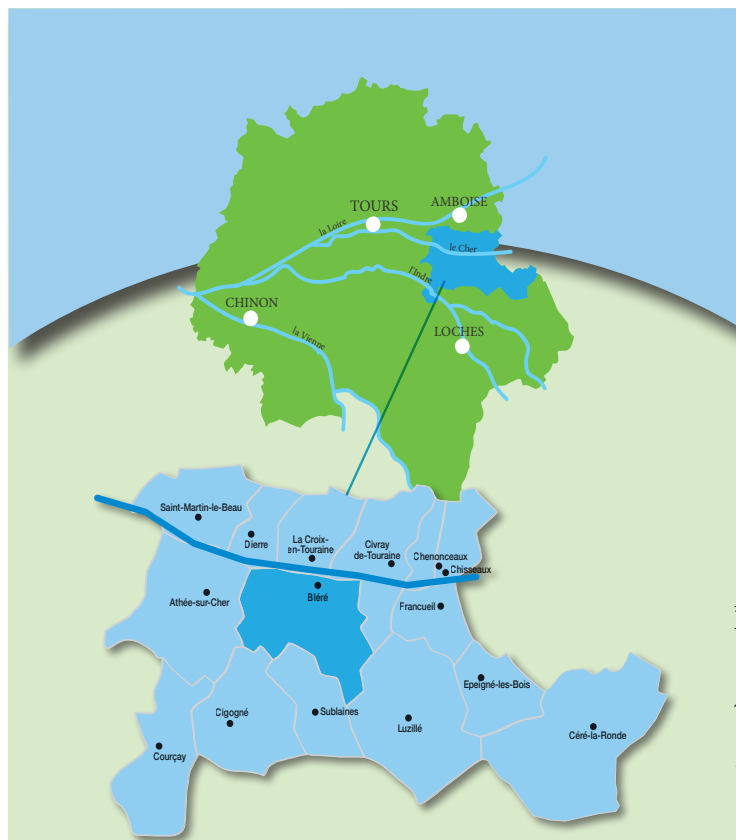 AMBOISE
TOURS
la Loire
le Cher
l'Indre
CHINON
la Vienne
LOCHES
Saint-Martin-le-Beau
Dierre
La Croix-
en-Touraine
Civray
de-Touraine
Chenonceaux
Chisseaux
Athée-sur-Cher
Bléré
Francueil
Epeigné-les-Bois
Cigogné
Sublaines
Luzillé
Céré-la-Ronde
Courçay